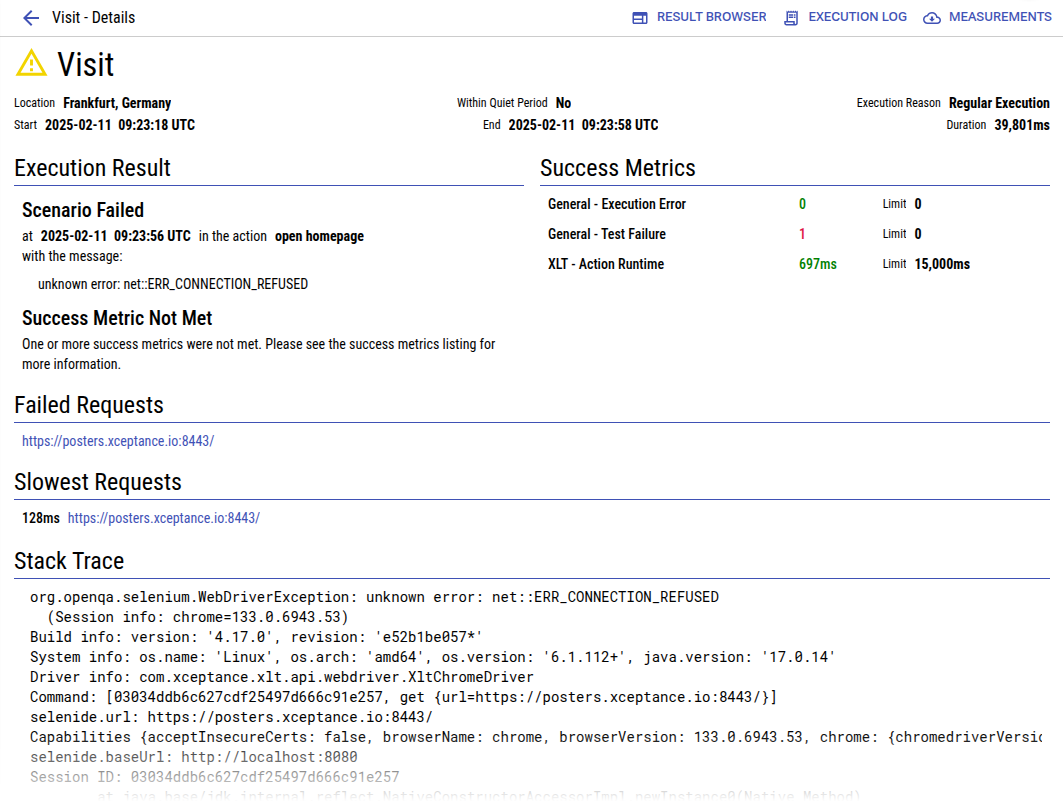 Visit - Details
RESULT BROWSER
EXECUTION LOG
MEASUREMENTS
Visit
Location Frankfurt, Germany
Within Quiet Period No
Execution Reason Regular Execution
Start 2025-02-11 09:23:18 UTC
End 2025-02-11 09:23:58 UTC
Duration 39,801ms
Execution Result
Scenario Failed
at 2025-02-11 09:23:56 UTC in the action open homepage
with the message:
unknown error: net::ERR_CONNECTION_REFUSED
Success Metric Not Met
One or more success metrics were not met. Please see the success metrics listing for
more information.
Success Metrics
General - Execution Error 0 Limit 0
General - Test Failure 1 Limit 0
XLT - Action Runtime 697ms Limit 15,000ms
Failed Requests
https://posters.xceptance.io:8443/
Slowest Requests
128ms https://posters.xceptance.io:8443/
Stack Trace
org.openqa.selenium.WebDriverException: unknown error: net::ERR_CONNECTION_REFUSED
(Session info: chrome=133.0.6943.53)
Build info: version: '4.17.0', revision: 'e52b1be057*'
System info: os.name: 'Linux', os.arch: 'amd64', os.version: '6.1.112+', java.version: '17.0.14'
Driver info: com.xceptance.xlt.api.webdriver.XltChromeDriver
Command: [03034ddb6c627cdf25497d666c91e257, get {url=https://posters.xceptance.io:8443/}]
selenide.url: https://posters.xceptance.io:8443/
Capabilities {acceptInsecureCerts: false, browserName: chrome, browserVersion: 133.0.6943.53, chrome: {chromedriverVersio
selenide.baseUrl: http://localhost:8080
Session ID: 03034ddb6c627cdf25497d666c91e257
at java.base/jdk.internal.reflect.NativeConstructorAccessorImpl.newInstance0(Native Method)